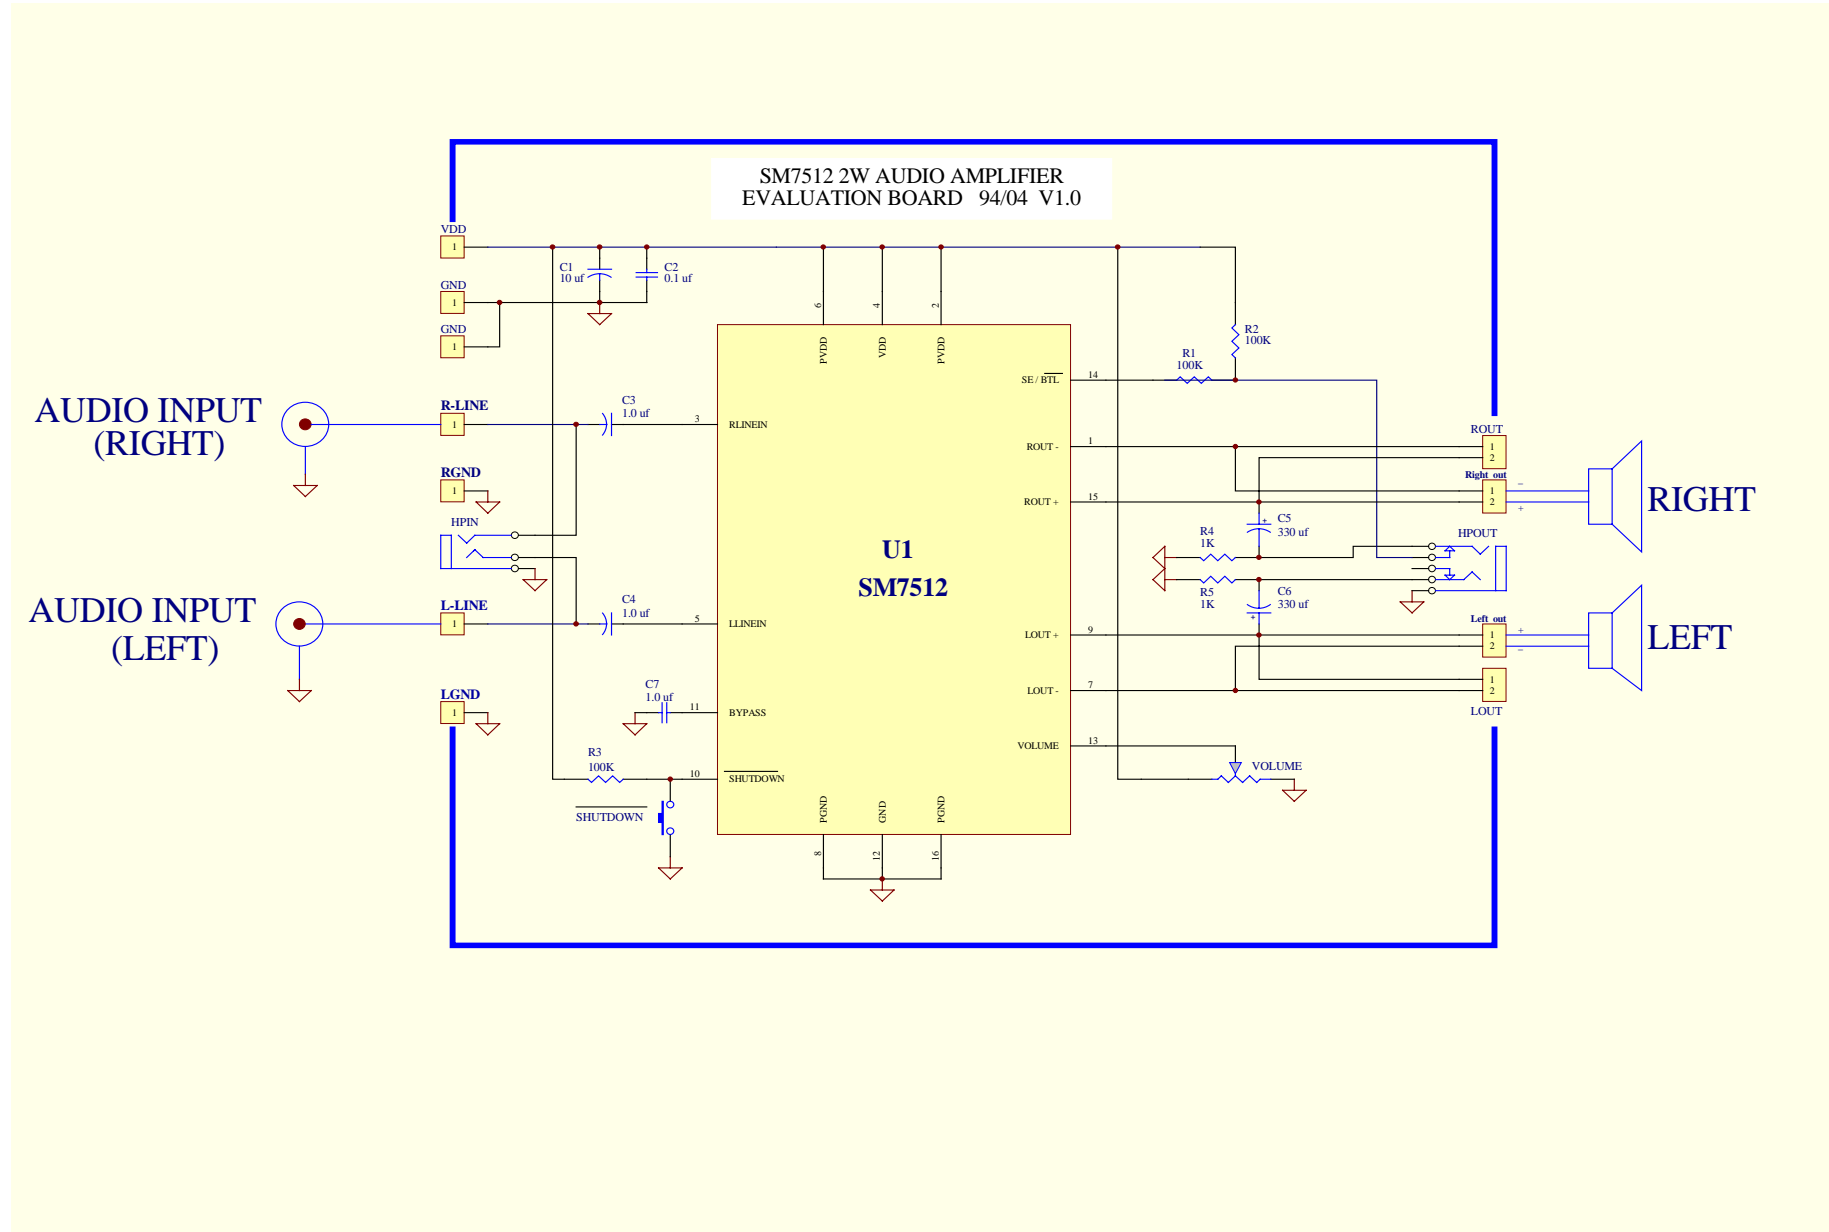 SM7512 2W AUDIO AMPLIFIER
EVALUATION BOARD 94/04 V1.0
VDD
1
C1
10 uf
C2
0.1 uf
GND
1
GND
1
6
4
2
PVDD
VDD
PVDD
R2
100K
R1
100K
SE / BTL
14
AUDIO INPUT
(RIGHT)
R-LINE
1
C3
1.0 uf
3
RLINEIN
ROUT -
1
ROUT
1
2
RGND
1
Right out
1
2
−
+
RIGHT
ROUT +
15
HPIN
C5
330 uf
+
R4
1K
HPOUT
U1
SM7512
R5
1K
C6
330 uf
+
AUDIO INPUT
(LEFT)
L-LINE
1
C4
1.0 uf
5
LLINEIN
LOUT +
9
Left out
1
2
+
−
LEFT
LOUT -
7
1
2
LOUT
LGND
1
C7
1.0 uf
11
BYPASS
VOLUME
13
VOLUME
R3
100K
10
SHUTDOWN
SHUTDOWN
PGND
GND
PGND
8
12
16